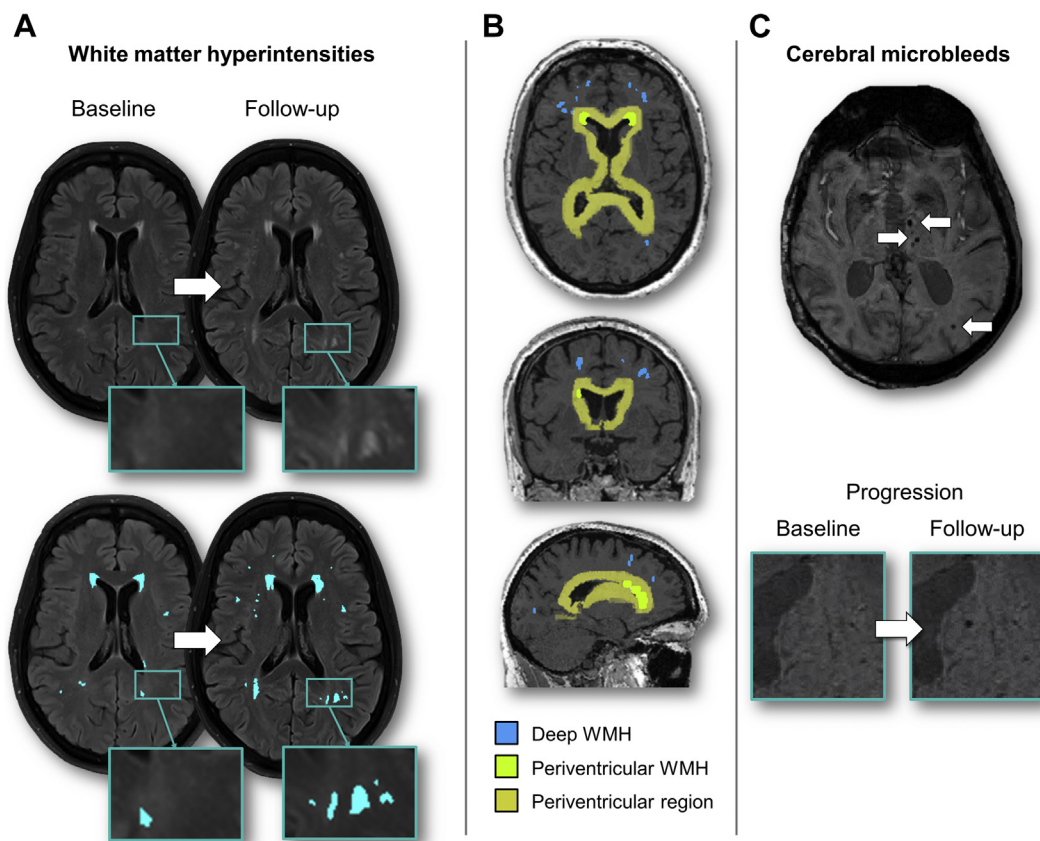 A
White matter hyperintensities
Baseline
Follow-up
B
Deep WMH
Periventricular WMH
Periventricular region
C
Cerebral microbleeds
Progression
Baseline
Follow-up